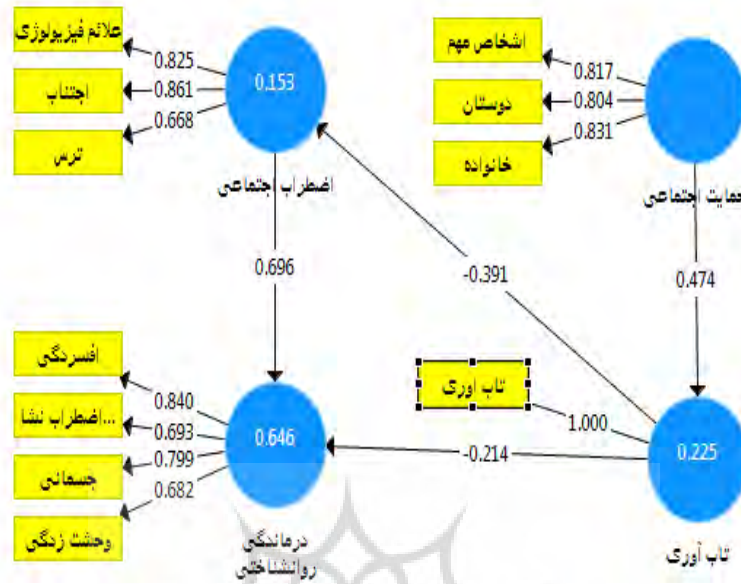 علائم فیزیولوژی
اجتناب
ترس
0.825
0.861
0.668
0.153
اضطراب اجتماعی
اشخاص مهم
دوستان
خانواده
0.817
0.804
0.831
حمایت اجتماعی
0.696
-0.391
0.474
افسردگی
اضطراب نشا...
جسمانی
وحشت زدگی
0.840
0.693
0.799
0.682
0.646
درماندگی
روانشناختی
تاب اوری
1.000
-0.214
0.225
تاب آوری